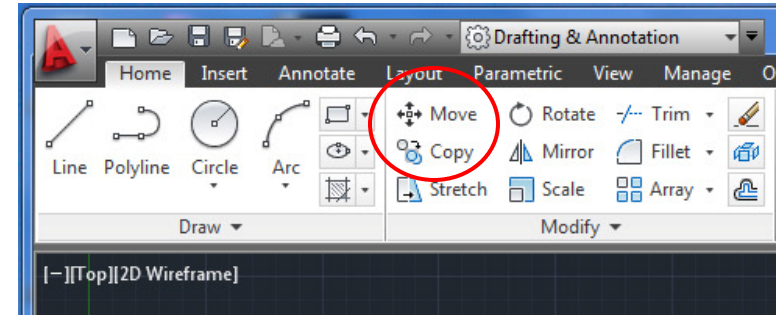 Drafting & Annotation
Home Insert Annotate Layout Parametric View Manage O
Move Rotate Trim
Line Polyline Circle Arc Copy Mirror Fillet
Stretch Scale Array
Draw Modify
[−][Top][2D Wireframe]